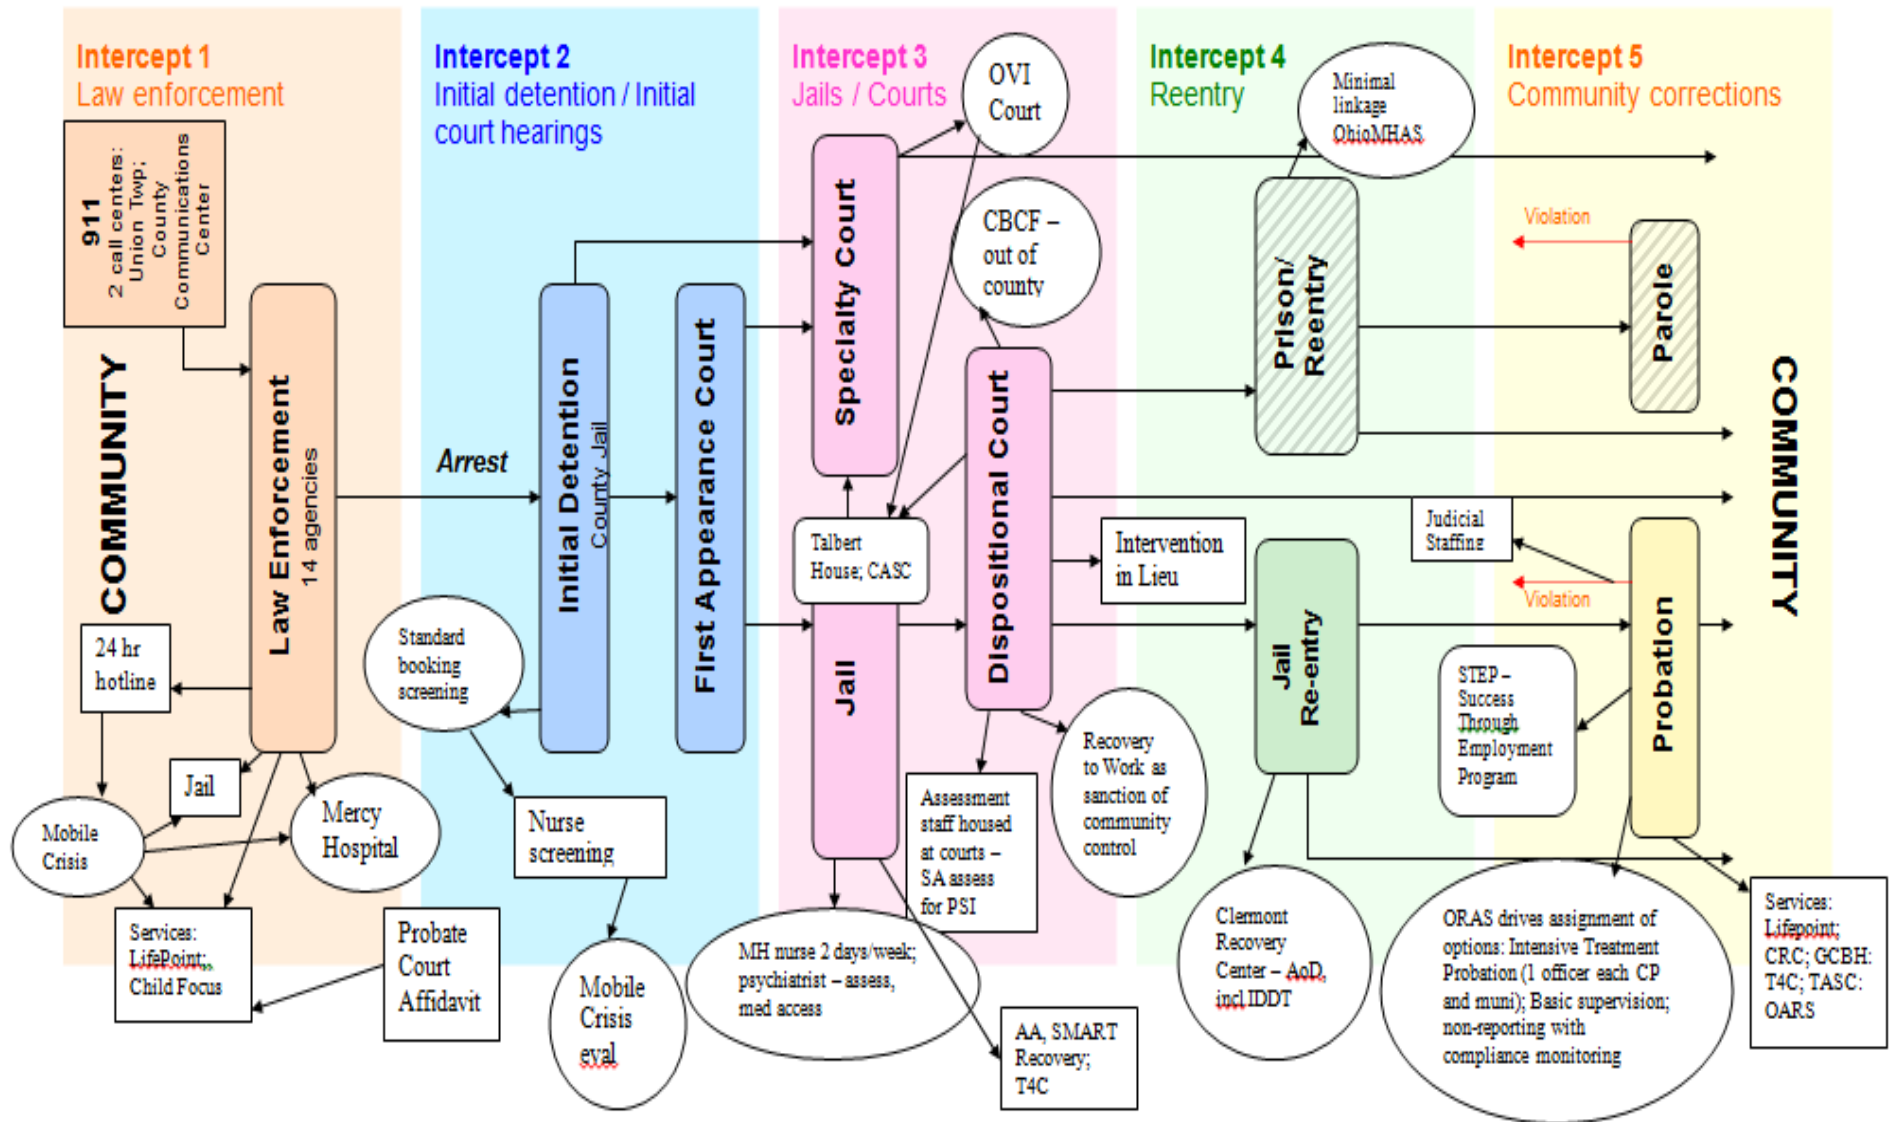 Intercept 1
Law enforcement
911
2 call centers:
Union Twp;
County
Communications
Center
COMMUNITY
Law Enforcement
14 agencies
24 hr
hotline
Jail
Mobile
Crisis
Mercy
Hospital
Services:
LifePoint;
Child Focus
Probate
Court
Affidavit
Intercept 2
Initial detention / Initial
court hearings
Arrest
Initial Detention
County Jail
First Appearance Court
Standard
booking
screening
Nurse
screening
Mobile
Crisis
eval
Intercept 3
Jails / Courts
OVI
Court
Specialty Court
CBCF –
out of
county
Talbert
House; CASC
Jail
Dispositional Court
Intervention
in Lieu
Assessment
staff housed
at courts –
SA assess
for PSI
Recovery
to Work as
sanction of
community
control
MH nurse 2 days/week;
psychiatrist – assess,
med access
AA, SMART
Recovery;
T4C
Intercept 4
Reentry
Minimal
linkage
OhioMHAS
Prison/
Reentry
Jail
Re-entry
Clermont
Recovery
Center – AoD,
incl IDDT
Intercept 5
Community corrections
Violation
Parole
Judicial
Staffing
Violation
Probation
STEP –
Success
Through
Employment
Program
ORAS drives assignment of
options: Intensive Treatment
Probation (1 officer each CP
and muni); Basic supervision;
non-reporting with
compliance monitoring
Services:
Lifepoint;
CRC; GCBH:
T4C; TASC:
OARS
COMMUNITY